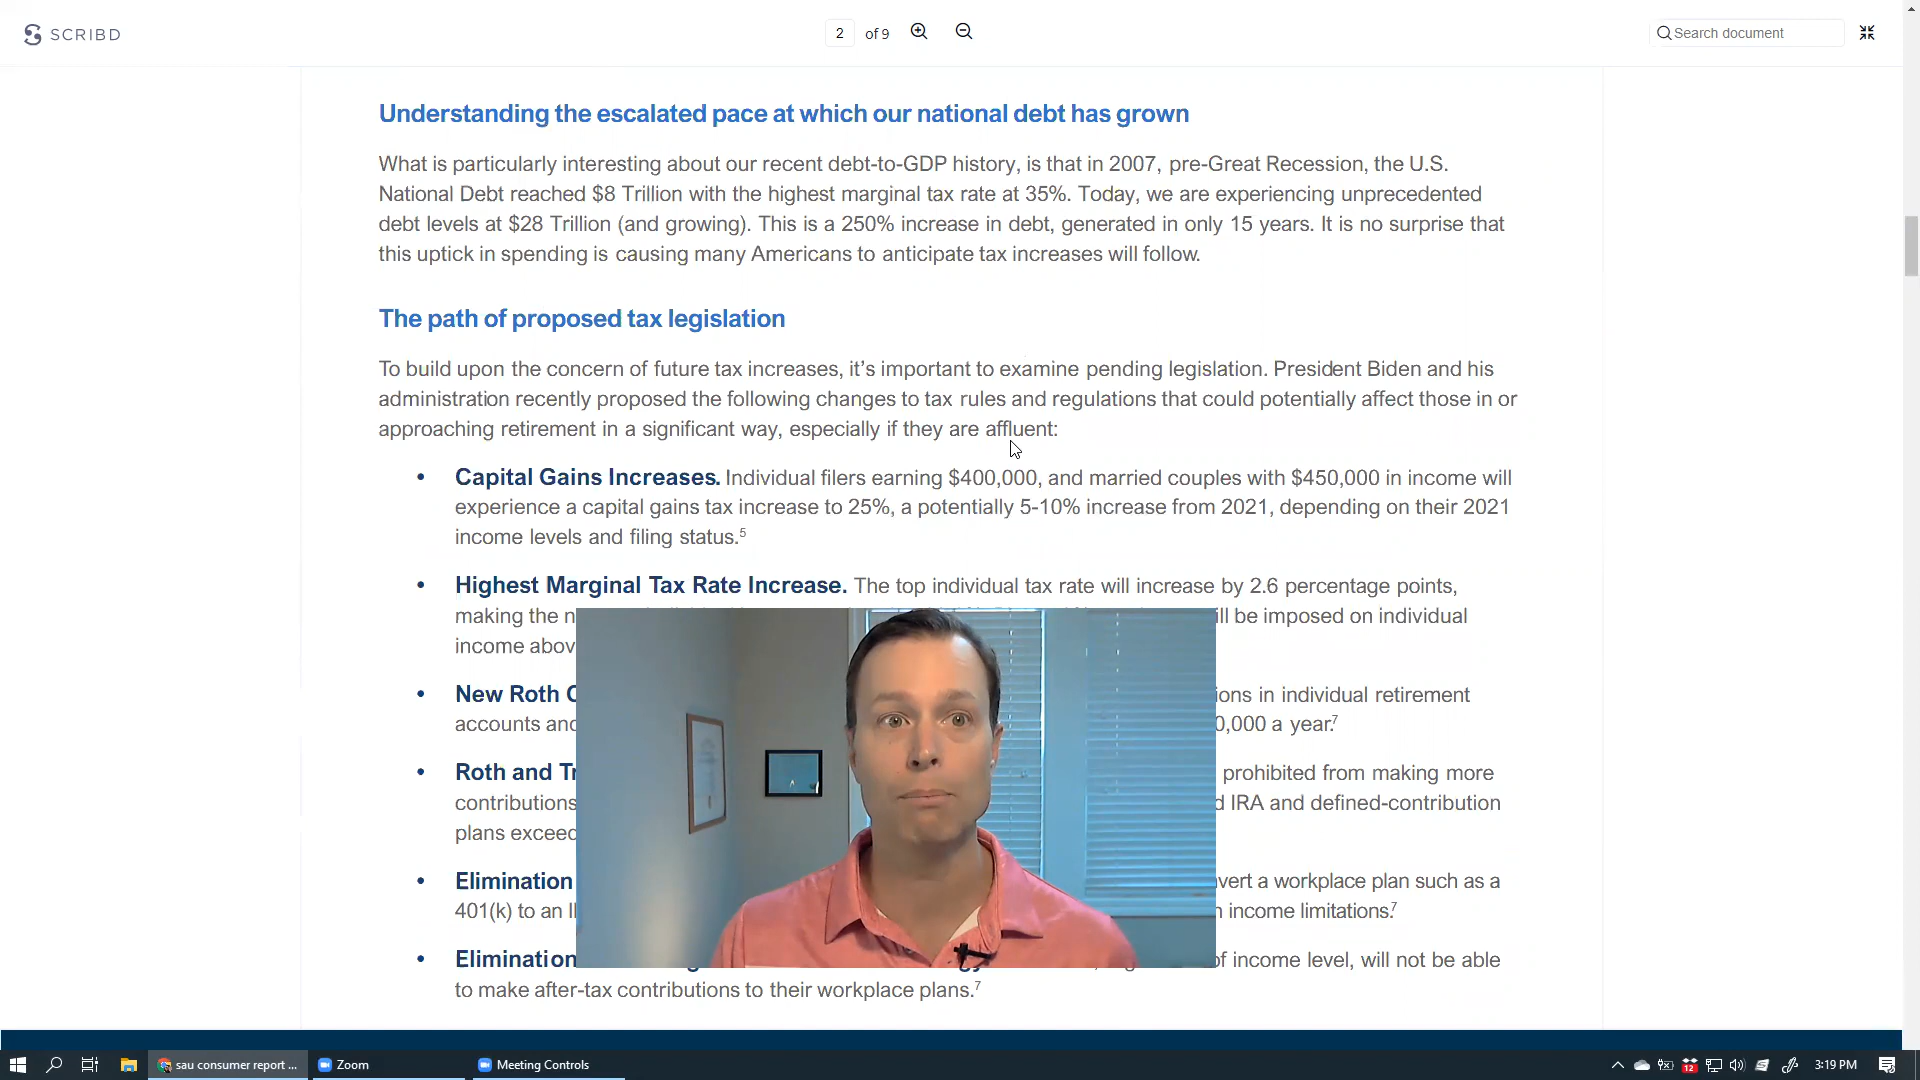 SCRIBD
2 of 9
Search document
Understanding the escalated pace at which our national debt has grown
What is particularly interesting about our recent debt-to-GDP history, is that in 2007, pre-Great Recession, the U.S.
National Debt reached $8 Trillion with the highest marginal tax rate at 35%. Today, we are experiencing unprecedented
debt levels at $28 Trillion (and growing). This is a 250% increase in debt, generated in only 15 years. It is no surprise that
this uptick in spending is causing many Americans to anticipate tax increases will follow.
The path of proposed tax legislation
To build upon the concern of future tax increases, it's important to examine pending legislation. President Biden and his
administration recently proposed the following changes to tax rules and regulations that could potentially affect those in or
approaching retirement in a significant way, especially if they are affluent:
• Capital Gains Increases. Individual filers earning $400,000, and married couples with $450,000 in income will
experience a capital gains tax increase to 25%, a potentially 5-10% increase from 2021, depending on their 2021
income levels and filing status.⁵
• Highest Marginal Tax Rate Increase. The top individual tax rate will increase by 2.6 percentage points,
making the ll be imposed on individual
income
• New Roth ions in individual retirement
accounts 0,000 a year.⁷
• Roth and prohibited from making more
contributions IRA and defined-contribution
plans
• Elimination vert a workplace plan such as a
401(k) to an income limitations.⁷
• Elimination of income level, will not be able
to make after-tax contributions to their workplace plans.⁷
sau consumer report ...
Zoom
Meeting Controls
12
3:19 PM